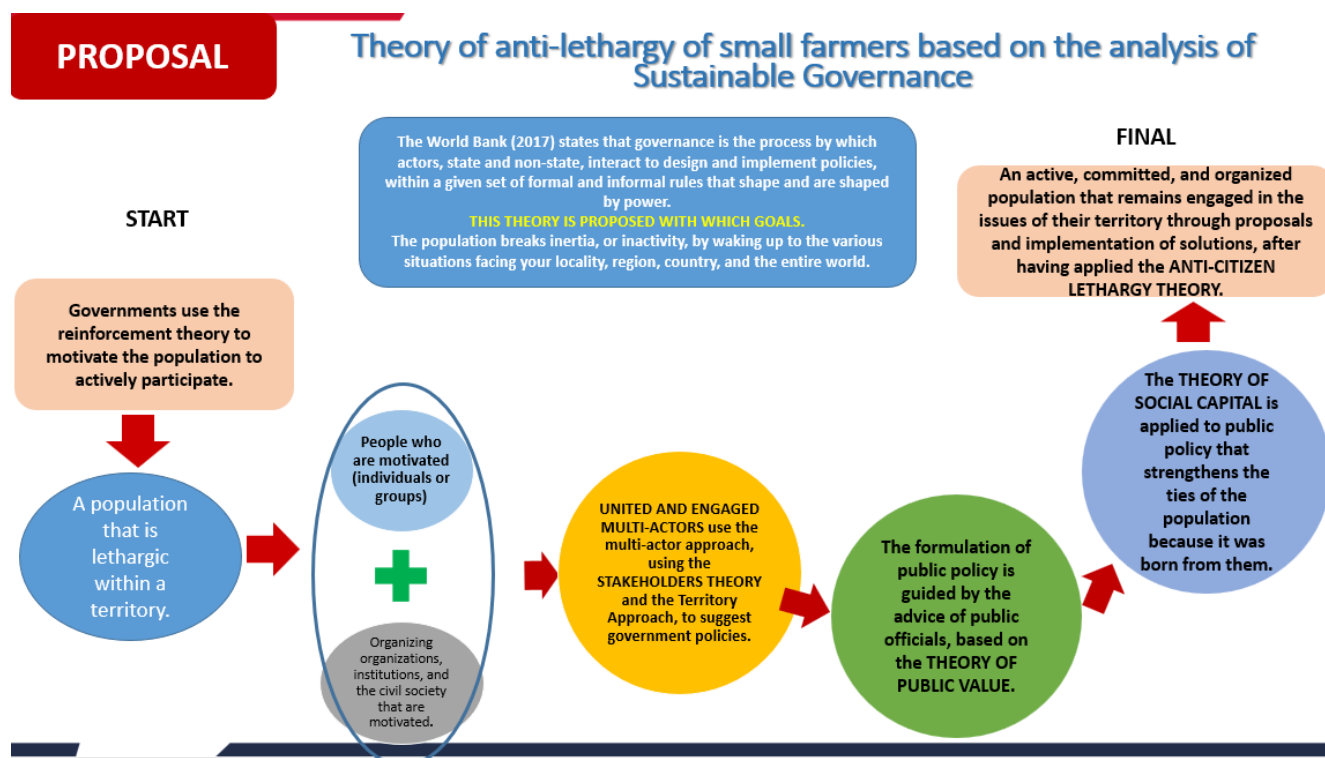 PROPOSAL
Theory of anti-lethargy of small farmers based on the analysis of
Sustainable Governance
The World Bank (2017) states that governance is the process by which
actors, state and non-state, interact to design and implement policies,
within a given set of formal and informal rules that shape and are shaped
by power.
THIS THEORY IS PROPOSED WITH WHICH GOALS.
The population breaks inertia, or inactivity, by waking up to the various
situations facing your locality, region, country, and the entire world.
START
Governments use the
reinforcement theory to
motivate the population to
actively participate.
A population
that is
lethargic
within a
territory.
People who
are motivated
(individuals or
groups)
Organizing
organizations,
institutions, and
the civil society
that are
motivated.
UNITED AND ENGAGED
MULTI-ACTORS use the
multi-actor approach,
using the
STAKEHOLDERS THEORY
and the Territory
Approach, to suggest
government policies.
The formulation of
public policy is
guided by the
advice of public
officials, based on
the THEORY OF
PUBLIC VALUE.
The THEORY OF
SOCIAL CAPITAL is
applied to public
policy that
strengthens the
ties of the
population
because it was
born from them.
FINAL
An active, committed, and organized
population that remains engaged in the
issues of their territory through proposals
and implementation of solutions, after
having applied the ANTI-CITIZEN
LETHARGY THEORY.